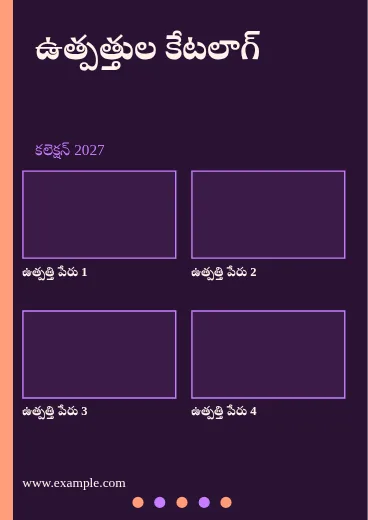 ఉత్పత్తుల కేటలాగ్
కలెక్షన్ 2027
ఉత్పత్తి పేరు 1
ఉత్పత్తి పేరు 2
ఉత్పత్తి పేరు 3
ఉత్పత్తి పేరు 4
www.example.com